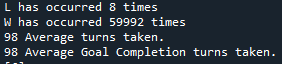 L has occurred 8 times
W has occurred 59992 times
98 Average turns taken.
98 Average Goal Completion turns taken.